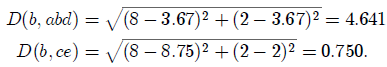 D(b, abd) = √(8 − 3.67)² + (2 − 3.67)² = 4.641
D(b, ce) = √(8 − 8.75)² + (2 − 2)² = 0.750.